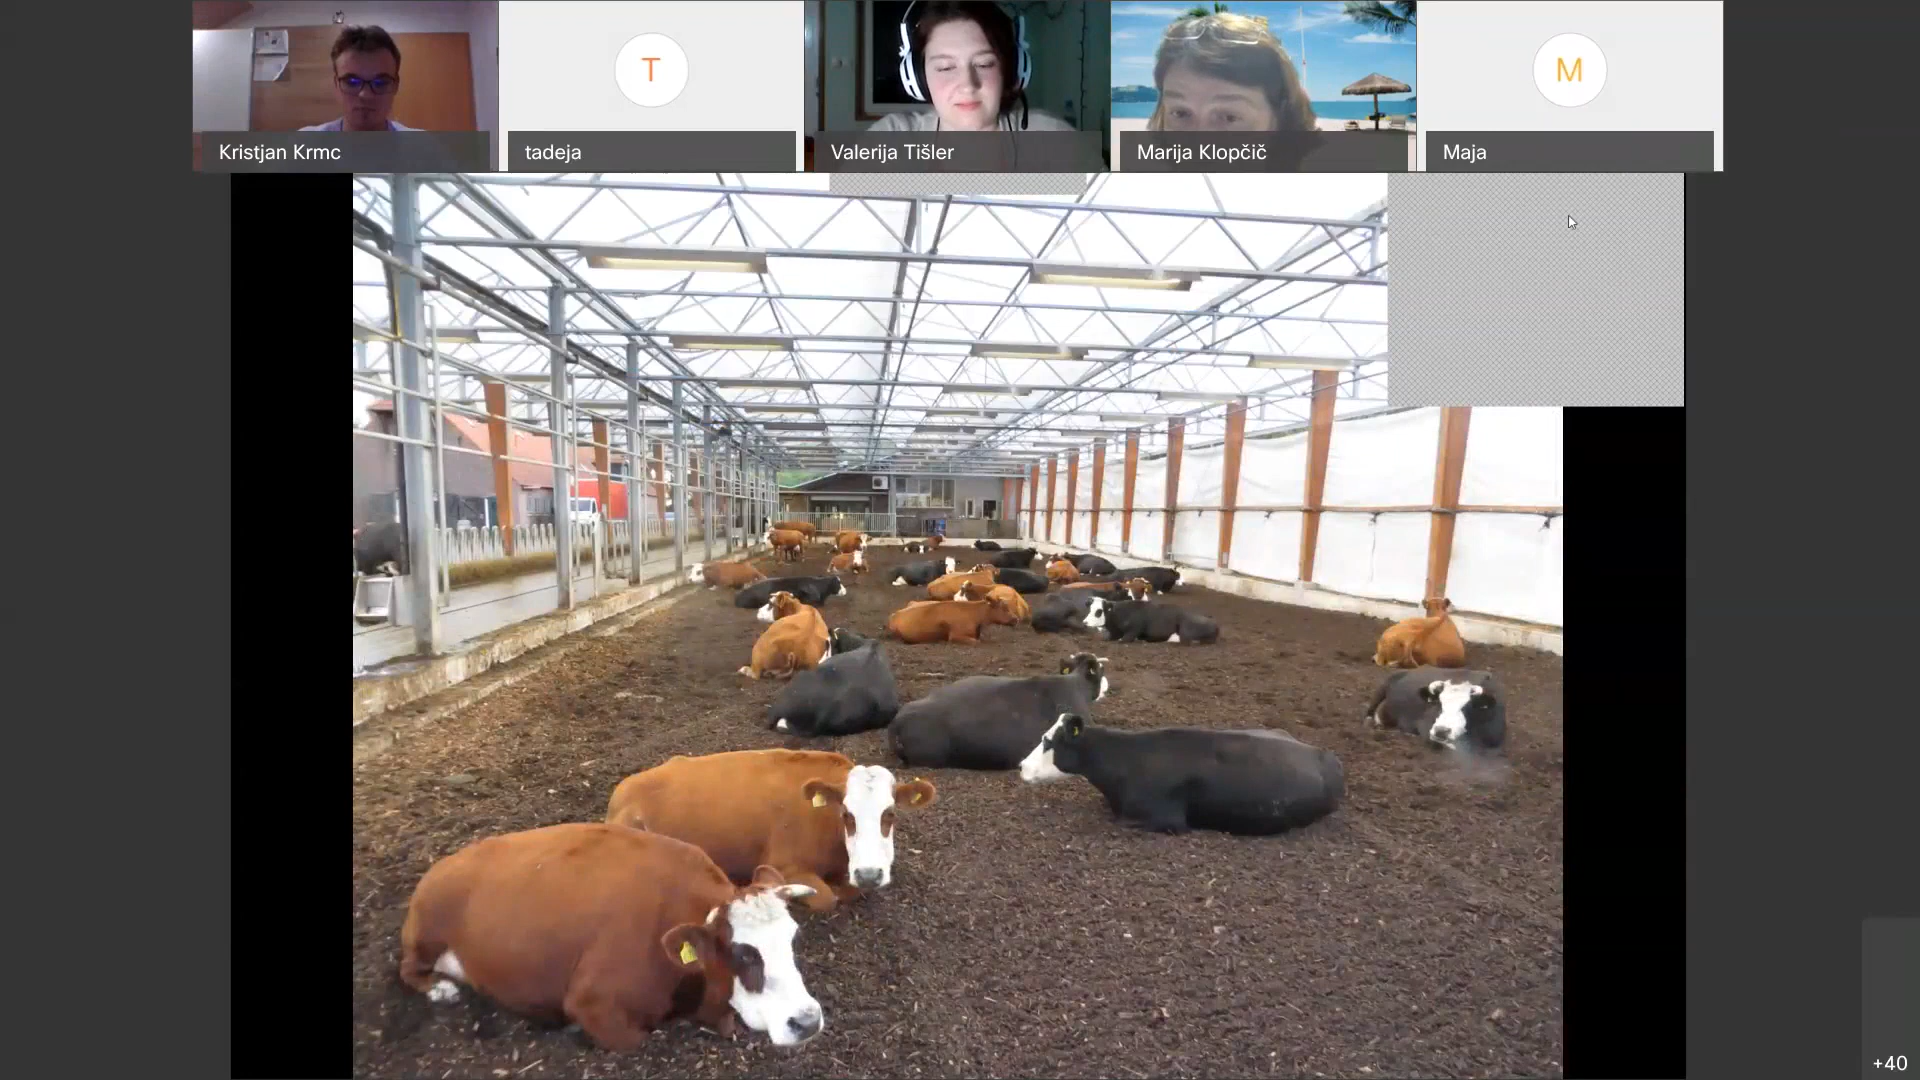 Kristjan Krmc
T
tadeja
Valerija Tišler
Marija Klopčič
M
Maja
+40